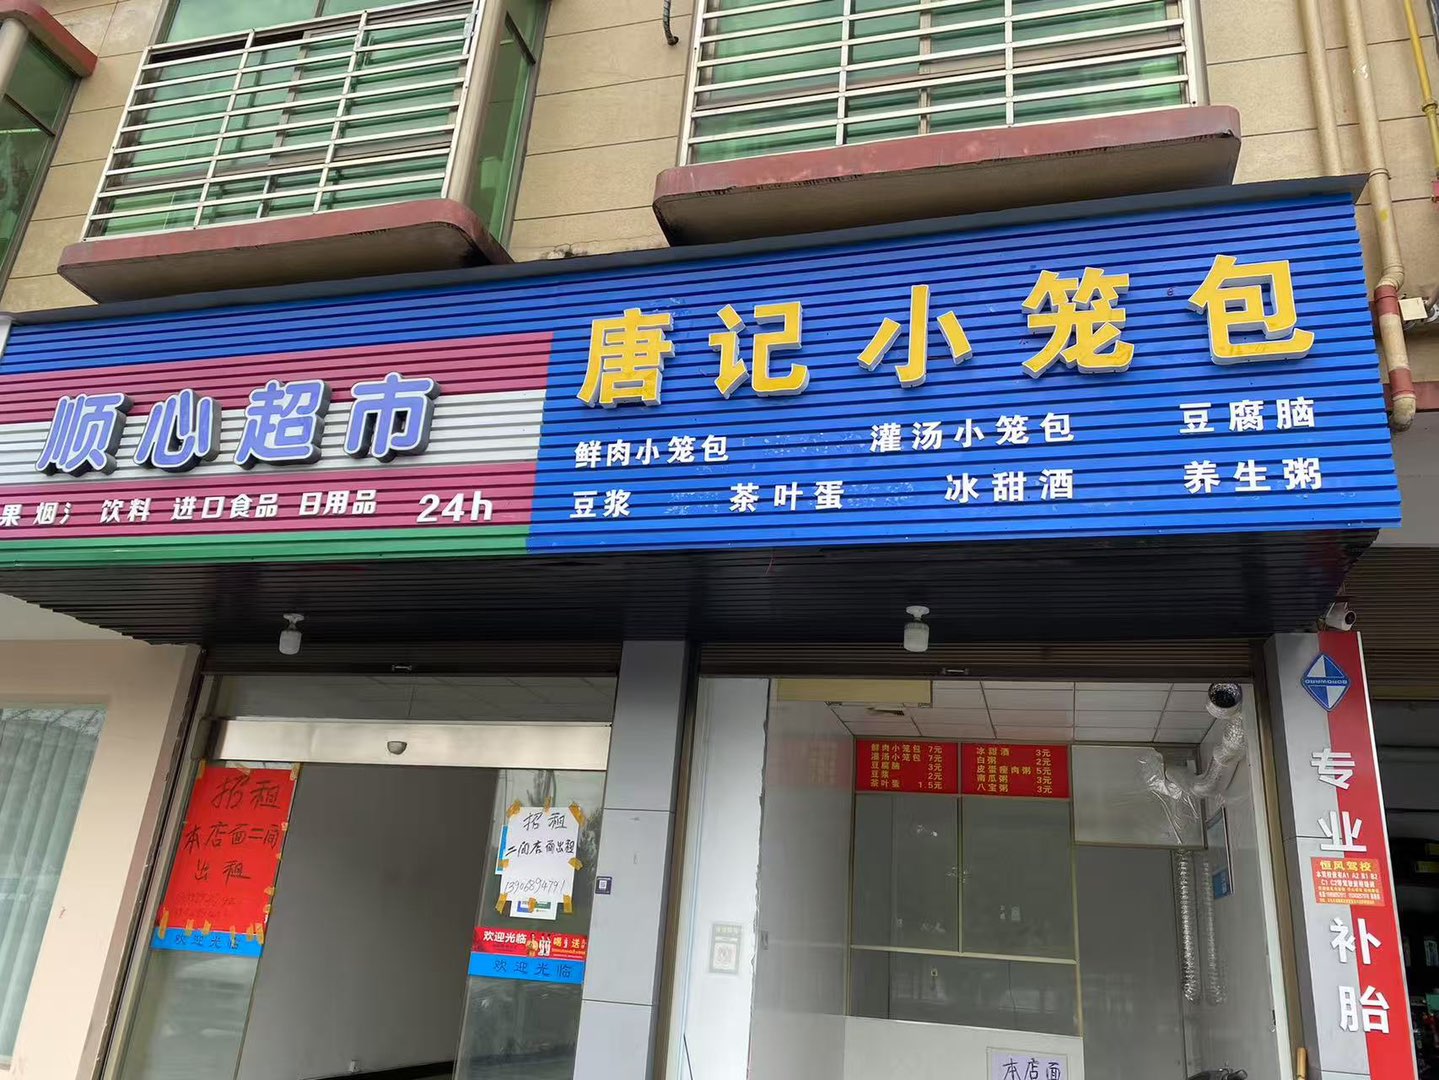 唐记小笼包
顺心超市
鲜肉小笼包 灌汤小笼包 豆腐脑
豆浆 茶叶蛋 冰甜酒 养生粥
果 烟 饮料 进口食品 日用品 24h
鲜肉小笼包 7元
灌汤小笼包 7元
豆腐脑 3元
豆浆 2元
茶叶蛋 1.5元
冰甜酒 3元
白粥 2元
皮蛋瘦肉粥 5元
南瓜粥 3元
八宝粥 3元
招租
本店面二间
出租
欢迎光临
招租
二间店面出租
13906894791
欢迎光临
欢迎光临
本店面
专业补胎
恒风驾校